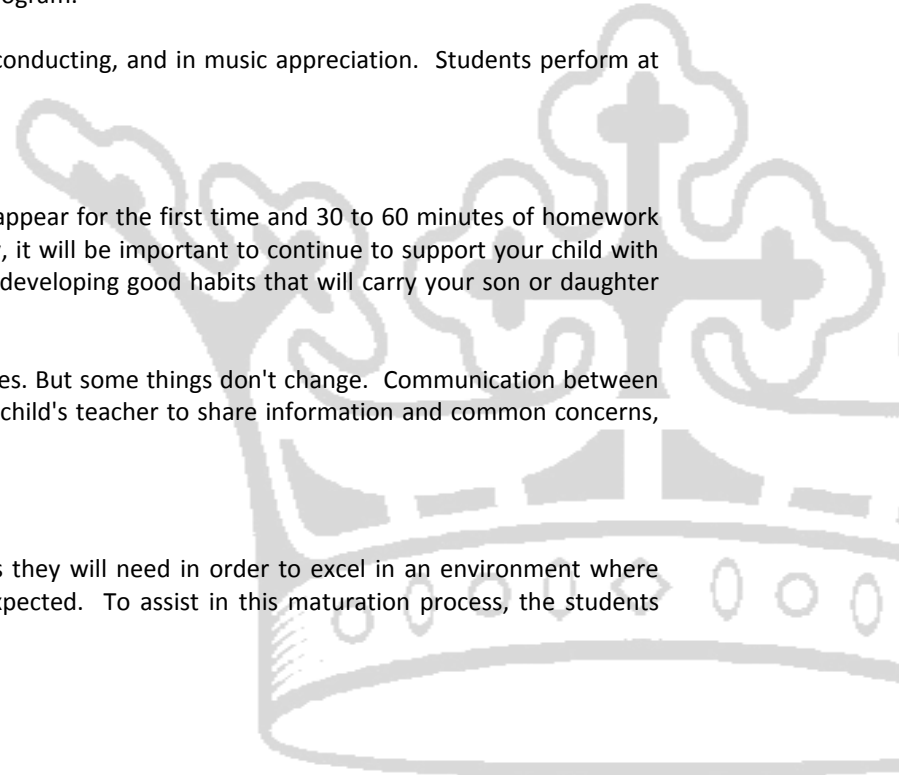 ogram.
conducting, and in music appreciation. Students perform at
appear for the first time and 30 to 60 minutes of homework
, it will be important to continue to support your child with
developing good habits that will carry your son or daughter
es. But some things don't change. Communication between
child's teacher to share information and common concerns,
s they will need in order to excel in an environment where
xpected. To assist in this maturation process, the students